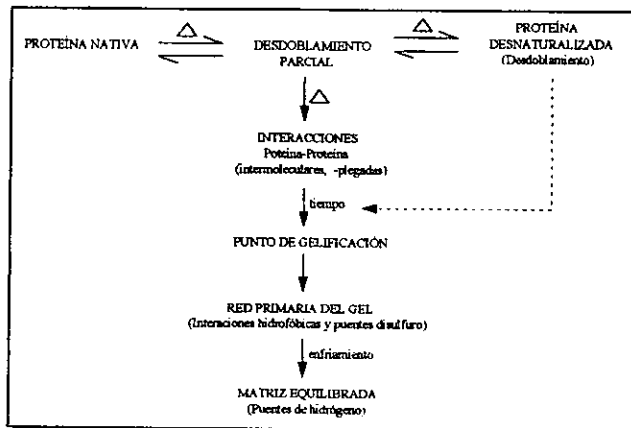 PROTEÍNA NATIVA
Δ
DESDOBLAMIENTO
PARCIAL
Δ
PROTEÍNA
DESNATURALIZADA
(Desdoblamiento)
Δ
INTERACCIONES
Poteína-Proteína
(intermoleculares, -plegadas)
tiempo
PUNTO DE GELIFICACIÓN
RED PRIMARIA DEL GEL
(Interaciones hidrofóbicas y puentes disulfuro)
enfriamiento
MATRIZ EQUILIBRADA
(Puentes de hidrógeno)